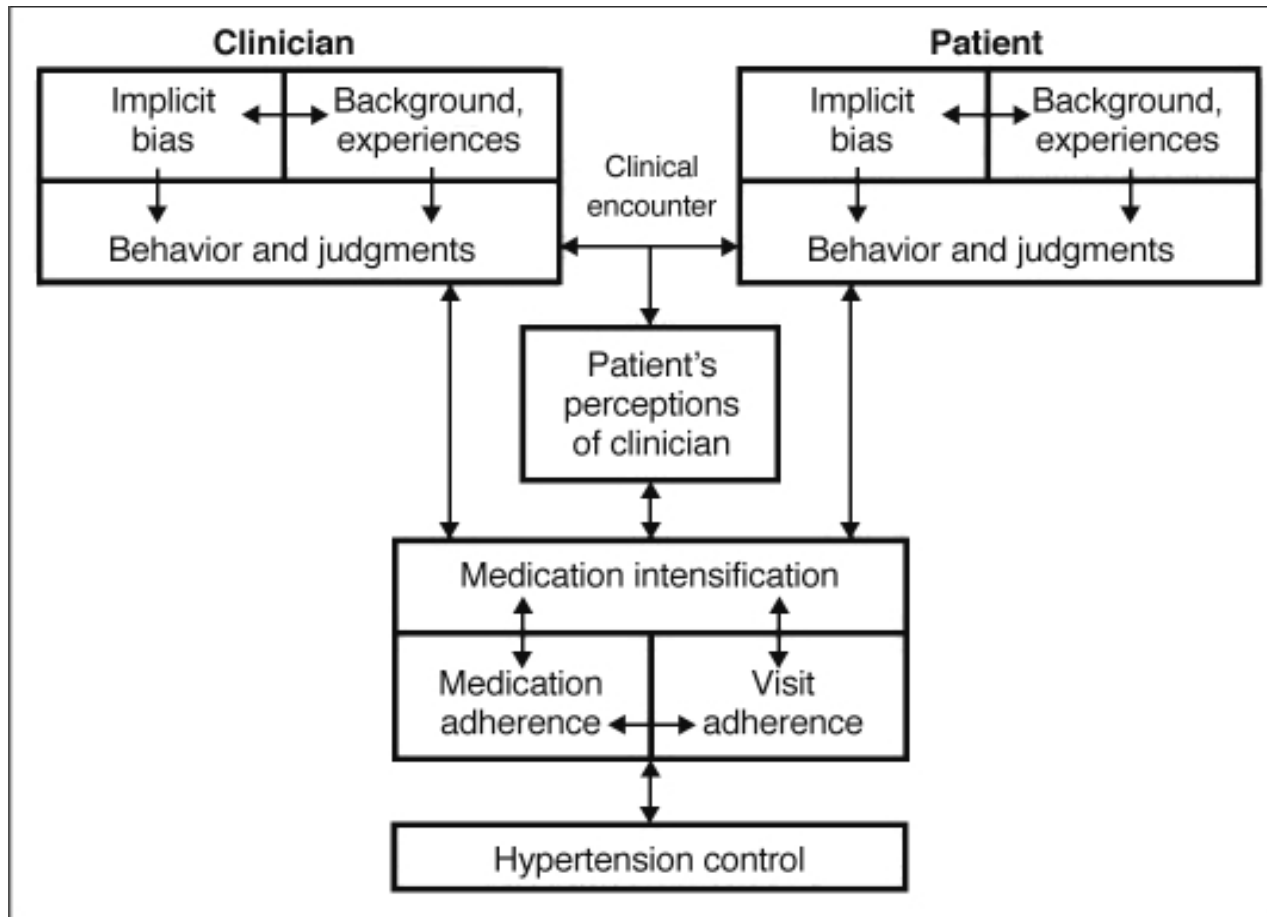 Clinician
Patient
Implicit
bias
Background,
experiences
Behavior and judgments
Clinical
encounter
Implicit
bias
Background,
experiences
Behavior and judgments
Patient’s
perceptions
of clinician
Medication intensification
Medication
adherence
Visit
adherence
Hypertension control